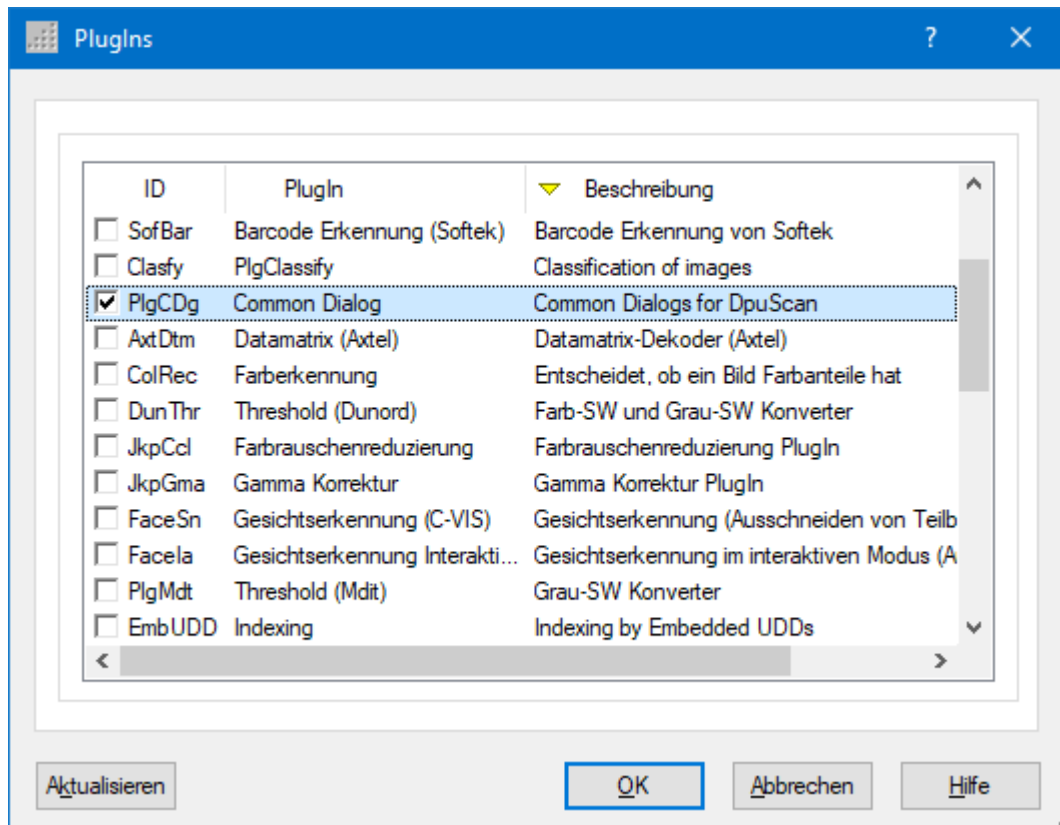 PlugIns ?
ID PlugIn Beschreibung
SofBar Barcode Erkennung (Softek) Barcode Erkennung von Softek
Clasfy PlgClassify Classification of images
PlgCDg Common Dialog Common Dialogs for DpuScan
AxtDtm Datamatrix (Axtel) Datamatrix-Dekoder (Axtel)
ColRec Farberkennung Entscheidet, ob ein Bild Farbanteile hat
DunThr Threshold (Dunord) Farb-SW und Grau-SW Konverter
JkpCcl Farbrauschenreduzierung Farbrauschenreduzierung PlugIn
JkpGma Gamma Korrektur Gamma Korrektur PlugIn
FaceSn Gesichtserkennung (C-VIS) Gesichtserkennung (Ausschneiden von Teilb
FaceIa Gesichtserkennung Interakti... Gesichtserkennung im interaktiven Modus (A
PlgMdt Threshold (Mdit) Grau-SW Konverter
EmbUDD Indexing Indexing by Embedded UDDs
Aktualisieren OK Abbrechen Hilfe